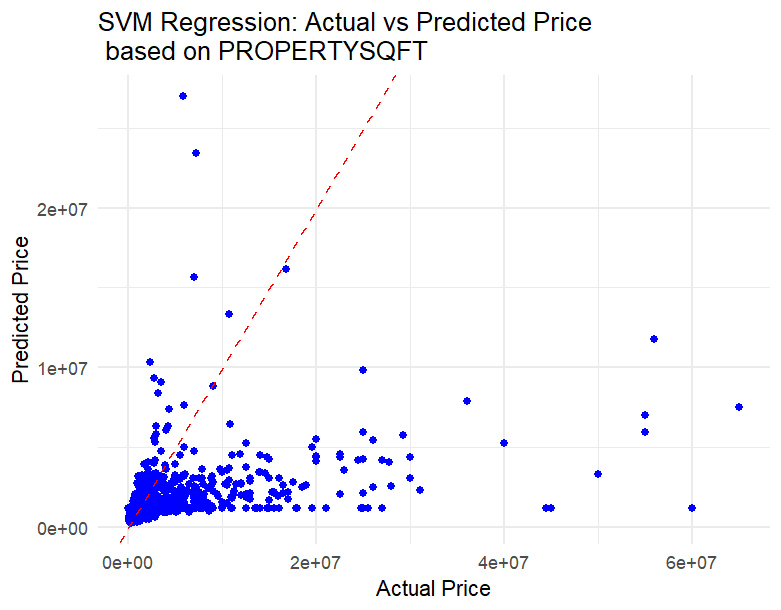 SVM Regression: Actual vs Predicted Price
based on PROPERTYSQFT
Predicted Price
2e+07
1e+07
0e+00
0e+00
2e+07
4e+07
6e+07
Actual Price